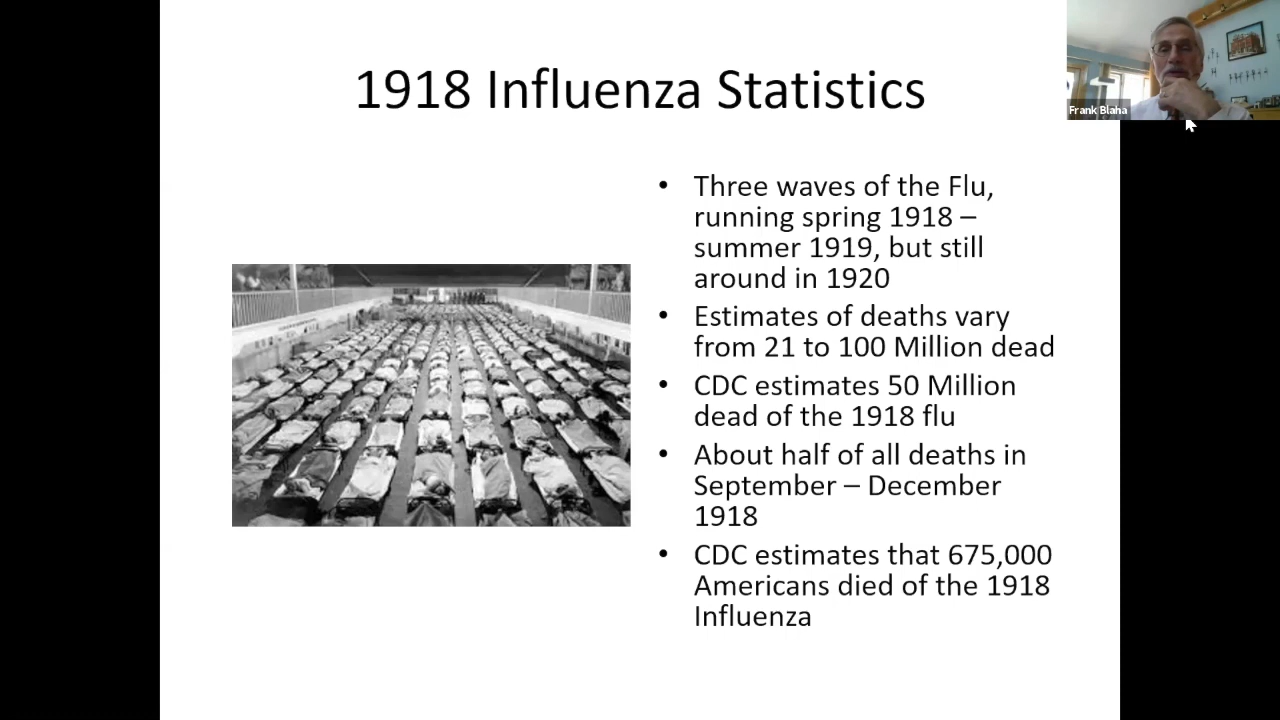 1918 Influenza Statistics
Frank Blaha
• Three waves of the Flu,
running spring 1918 –
summer 1919, but still
around in 1920
• Estimates of deaths vary
from 21 to 100 Million dead
• CDC estimates 50 Million
dead of the 1918 flu
• About half of all deaths in
September – December
1918
• CDC estimates that 675,000
Americans died of the 1918
Influenza